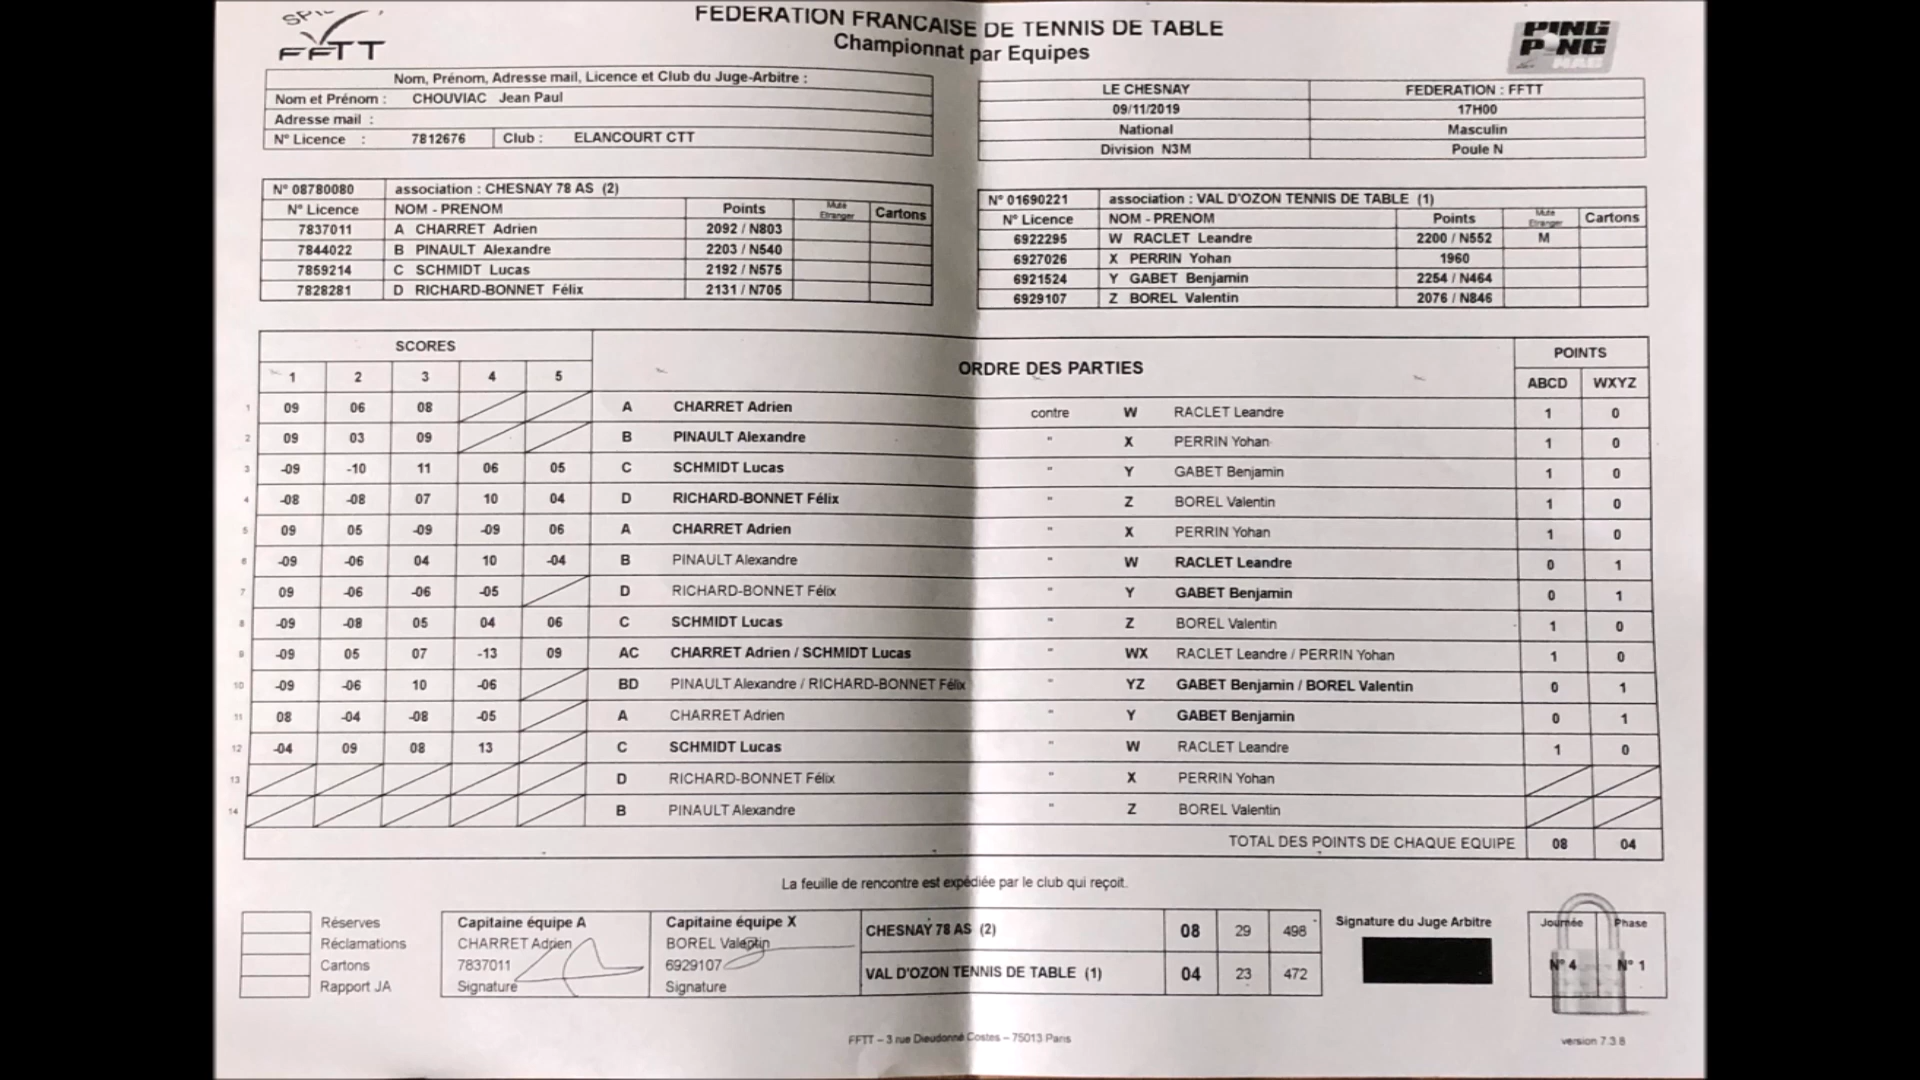 FEDERATION FRANCAISE DE TENNIS DE TABLE
Championnat par Equipes
FFTT
PING
PONG
Nom, Prénom, Adresse mail, Licence et Club du Juge-Arbitre :
Nom et Prénom : CHOUVIAC Jean Paul
Adresse mail :
N° Licence : 7812676 Club : ELANCOURT CTT
LE CHESNAY FEDERATION : FFTT
09/11/2019 17H00
National Masculin
Division N3M Poule N
N° 08780080 association : CHESNAY 78 AS (2)
N° Licence NOM - PRENOM Points Muté Etranger Cartons
7837011 A CHARRET Adrien 2092 / N803
7844022 B PINAULT Alexandre 2203 / N540
7859214 C SCHMIDT Lucas 2192 / N575
7828281 D RICHARD-BONNET Félix 2131 / N705
N° 01690221 association : VAL D'OZON TENNIS DE TABLE (1)
N° Licence NOM - PRENOM Points Muté Etranger Cartons
6922295 W RACLET Leandre 2200 / N552 M
6927026 X PERRIN Yohan 1960
6921524 Y GABET Benjamin 2254 / N464
6929107 Z BOREL Valentin 2076 / N846
SCORES ORDRE DES PARTIES POINTS
1 2 3 4 5 ABCD WXYZ
1 09 06 08 A CHARRET Adrien contre W RACLET Leandre 1 0
2 09 03 09 B PINAULT Alexandre " X PERRIN Yohan 1 0
3 -09 -10 11 06 05 C SCHMIDT Lucas " Y GABET Benjamin 1 0
4 -08 -08 07 10 04 D RICHARD-BONNET Félix " Z BOREL Valentin 1 0
5 09 05 -09 -09 06 A CHARRET Adrien " X PERRIN Yohan 1 0
6 -09 -06 04 10 -04 B PINAULT Alexandre " W RACLET Leandre 0 1
7 09 -06 -06 -05 D RICHARD-BONNET Félix " Y GABET Benjamin 0 1
8 -09 -08 05 04 06 C SCHMIDT Lucas " Z BOREL Valentin 1 0
9 -09 05 07 -13 09 AC CHARRET Adrien / SCHMIDT Lucas " WX RACLET Leandre / PERRIN Yohan 1 0
10 -09 -06 10 -06 BD PINAULT Alexandre / RICHARD-BONNET Félix " YZ GABET Benjamin / BOREL Valentin 0 1
11 08 -04 -08 -05 A CHARRET Adrien " Y GABET Benjamin 0 1
12 -04 09 08 13 C SCHMIDT Lucas " W RACLET Leandre 1 0
13 D RICHARD-BONNET Félix " X PERRIN Yohan
14 B PINAULT Alexandre " Z BOREL Valentin
TOTAL DES POINTS DE CHAQUE EQUIPE 08 04
La feuille de rencontre est expédiée par le club qui reçoit.
Réserves
Réclamations
Cartons
Rapport JA
Capitaine équipe A
CHARRET Adrien
7837011
Signature
Capitaine équipe X
BOREL Valentin
6929107
Signature
CHESNAY 78 AS (2) 08 29 498
VAL D'OZON TENNIS DE TABLE (1) 04 23 472
Signature du Juge Arbitre
Journée Phase
N° 4 N° 1
FFTT – 3 rue Dieudonné Costes – 75013 Paris
version 7.3.8